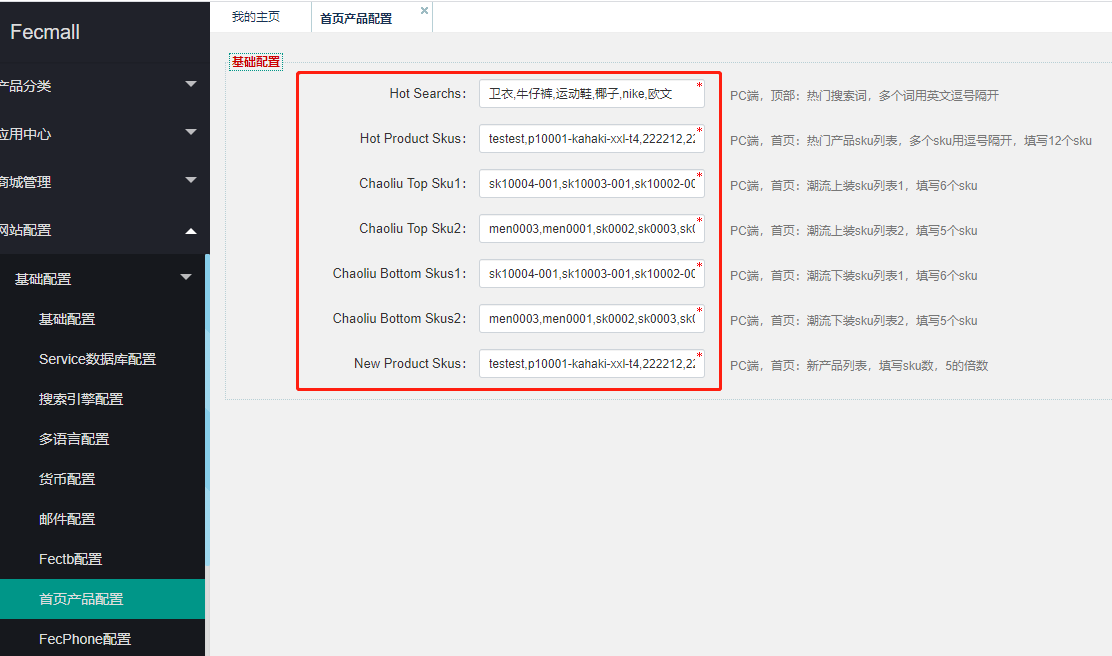 Fecmall
产品分类
应用中心
商城管理
网站配置
基础配置
基础配置
Service数据库配置
搜索引擎配置
多语言配置
货币配置
邮件配置
Fectb配置
首页产品配置
FecPhone配置
我的主页
首页产品配置
基础配置
Hot Searchs: 卫衣,牛仔裤,运动鞋,椰子,nike,欧文 * PC端，顶部：热门搜索词，多个词用英文逗号隔开
Hot Product Skus: testest,p10001-kahaki-xxl-t4,222212,22 * PC端，首页：热门产品sku列表，多个sku用逗号隔开，填写12个sku
Chaoliu Top Sku1: sk10004-001,sk10003-001,sk10002-00 * PC端，首页：潮流上装sku列表1，填写6个sku
Chaoliu Top Sku2: men0003,men0001,sk0002,sk0003,sk0 * PC端，首页：潮流上装sku列表2，填写5个sku
Chaoliu Bottom Skus1: sk10004-001,sk10003-001,sk10002-00 * PC端，首页：潮流下装sku列表1，填写6个sku
Chaoliu Bottom Skus2: men0003,men0001,sk0002,sk0003,sk0 * PC端，首页：潮流下装sku列表2，填写5个sku
New Product Skus: testest,p10001-kahaki-xxl-t4,222212,22 * PC端，首页：新产品列表，填写sku数，5的倍数